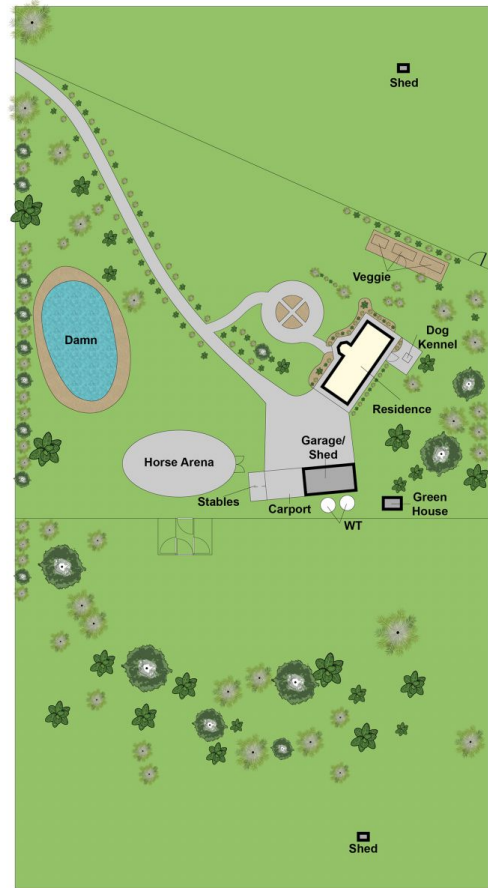 Shed
Veggie
Damn
Dog
Kennel
Residence
Garage/
Shed
Horse Arena
Stables
Carport
Green
House
WT
Shed